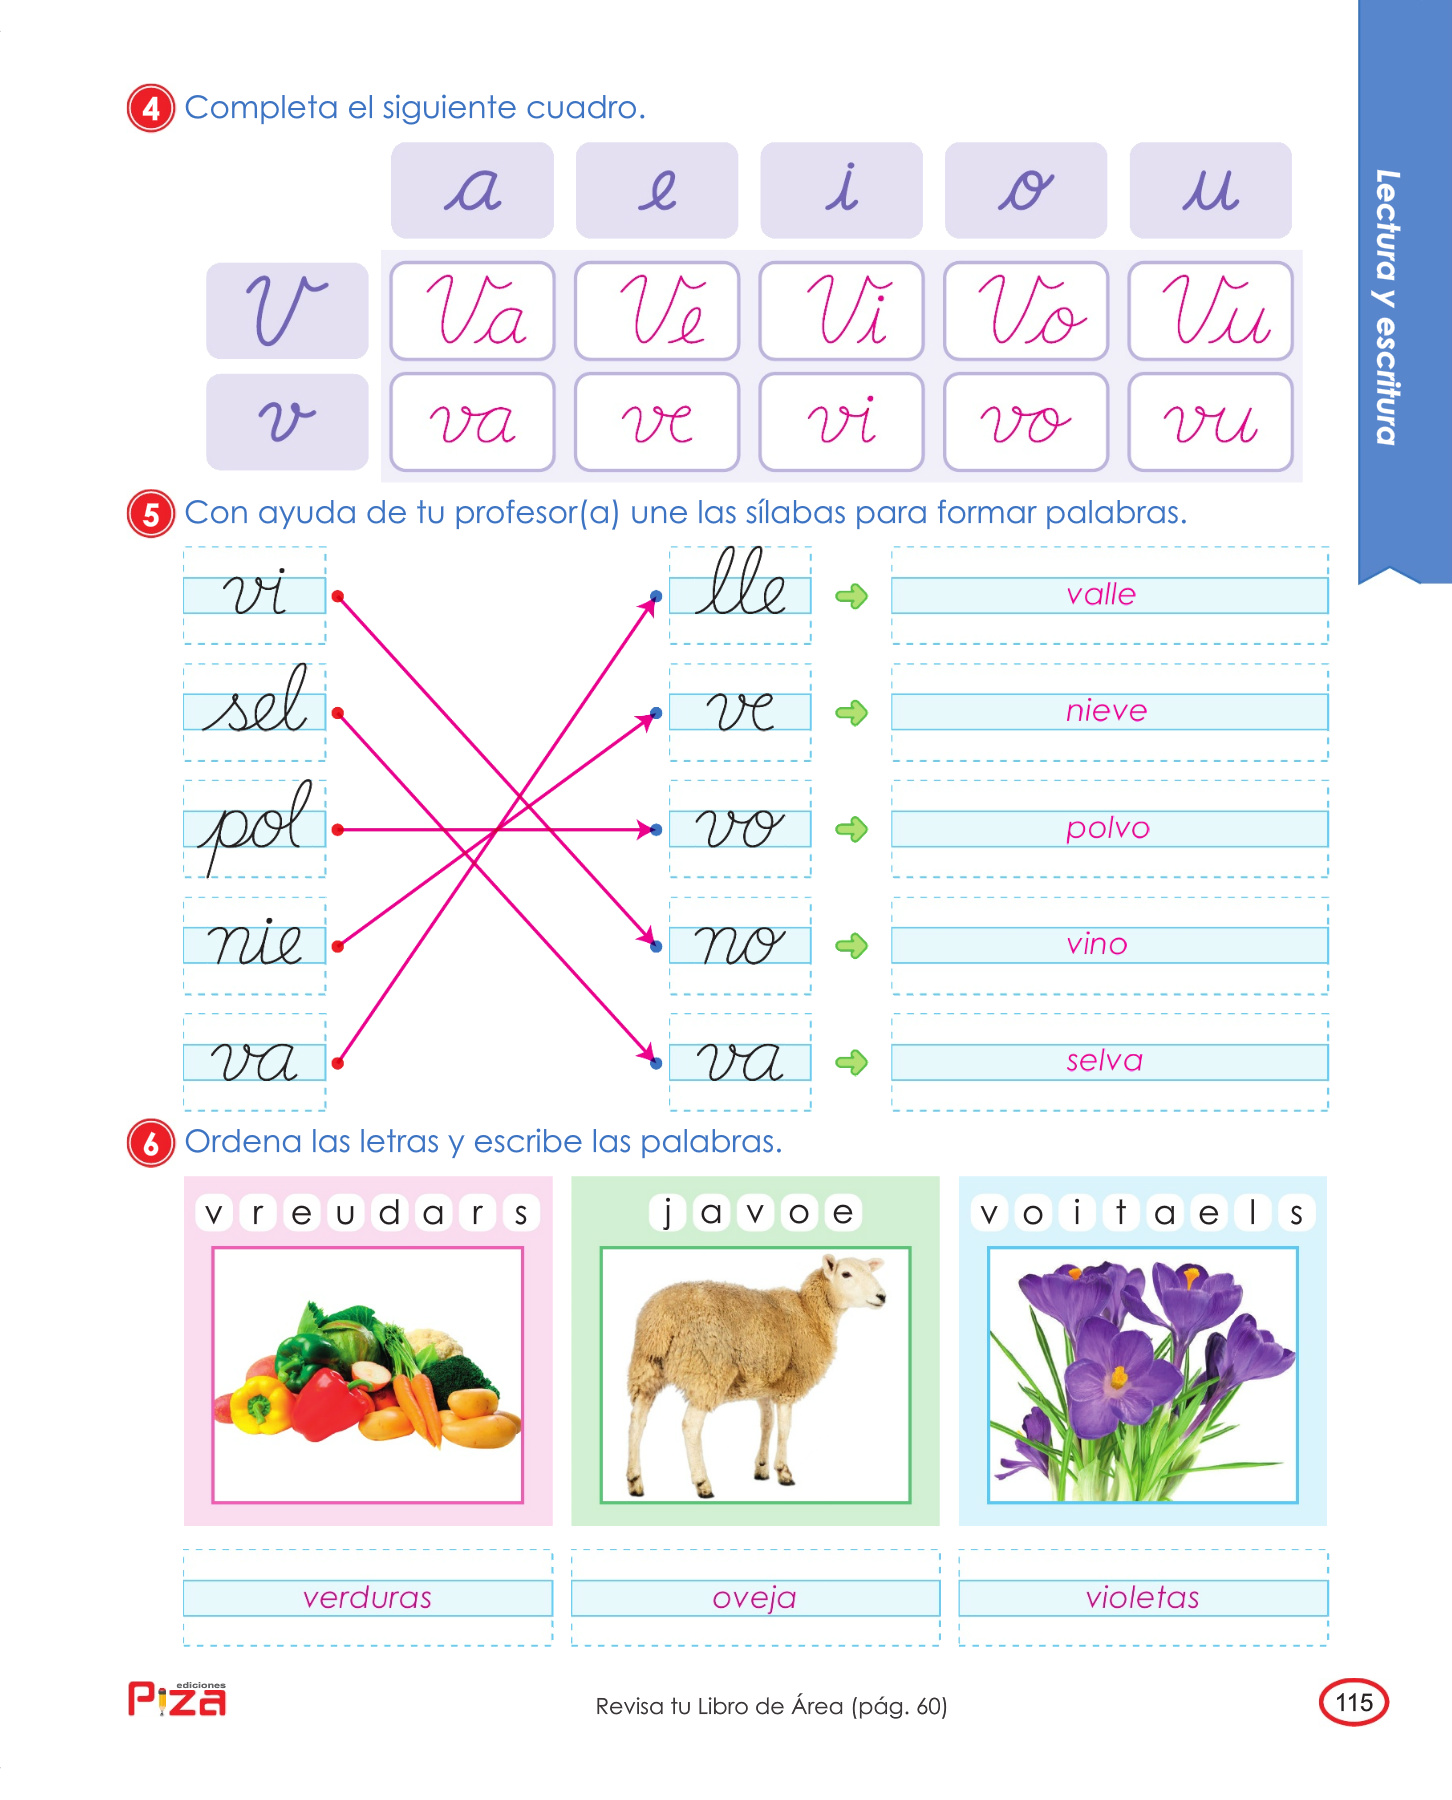 4 Completa el siguiente cuadro.
a e i o u
V Va Ve Vi Vo Vu
v va ve vi vo vu
Lectura y escritura
5 Con ayuda de tu profesor(a) une las sílabas para formar palabras.
vi lle valle
sel ve nieve
pol vo polvo
nie no vino
va va selva
6 Ordena las letras y escribe las palabras.
v r e u d a r s
j a v o e
v o i t a e l s
verduras oveja violetas
ediciones
Piza
Revisa tu Libro de Área (pág. 60)
115